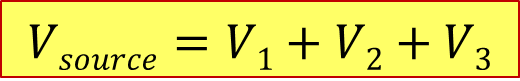 V_source = V_1 + V_2 + V_3